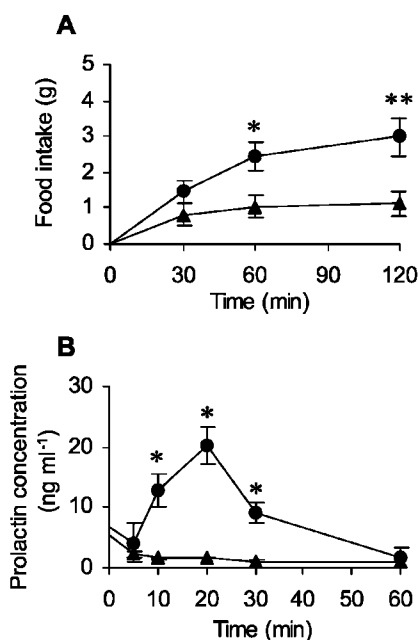 A
Food intake (g)
5
4
3
2
1
0
*
**
0 30 60 90 120
Time (min)
B
Prolactin concentration
(ng ml-1)
30
20
10
0
*
*
*
0 10 20 30 40 50 60
Time (min)